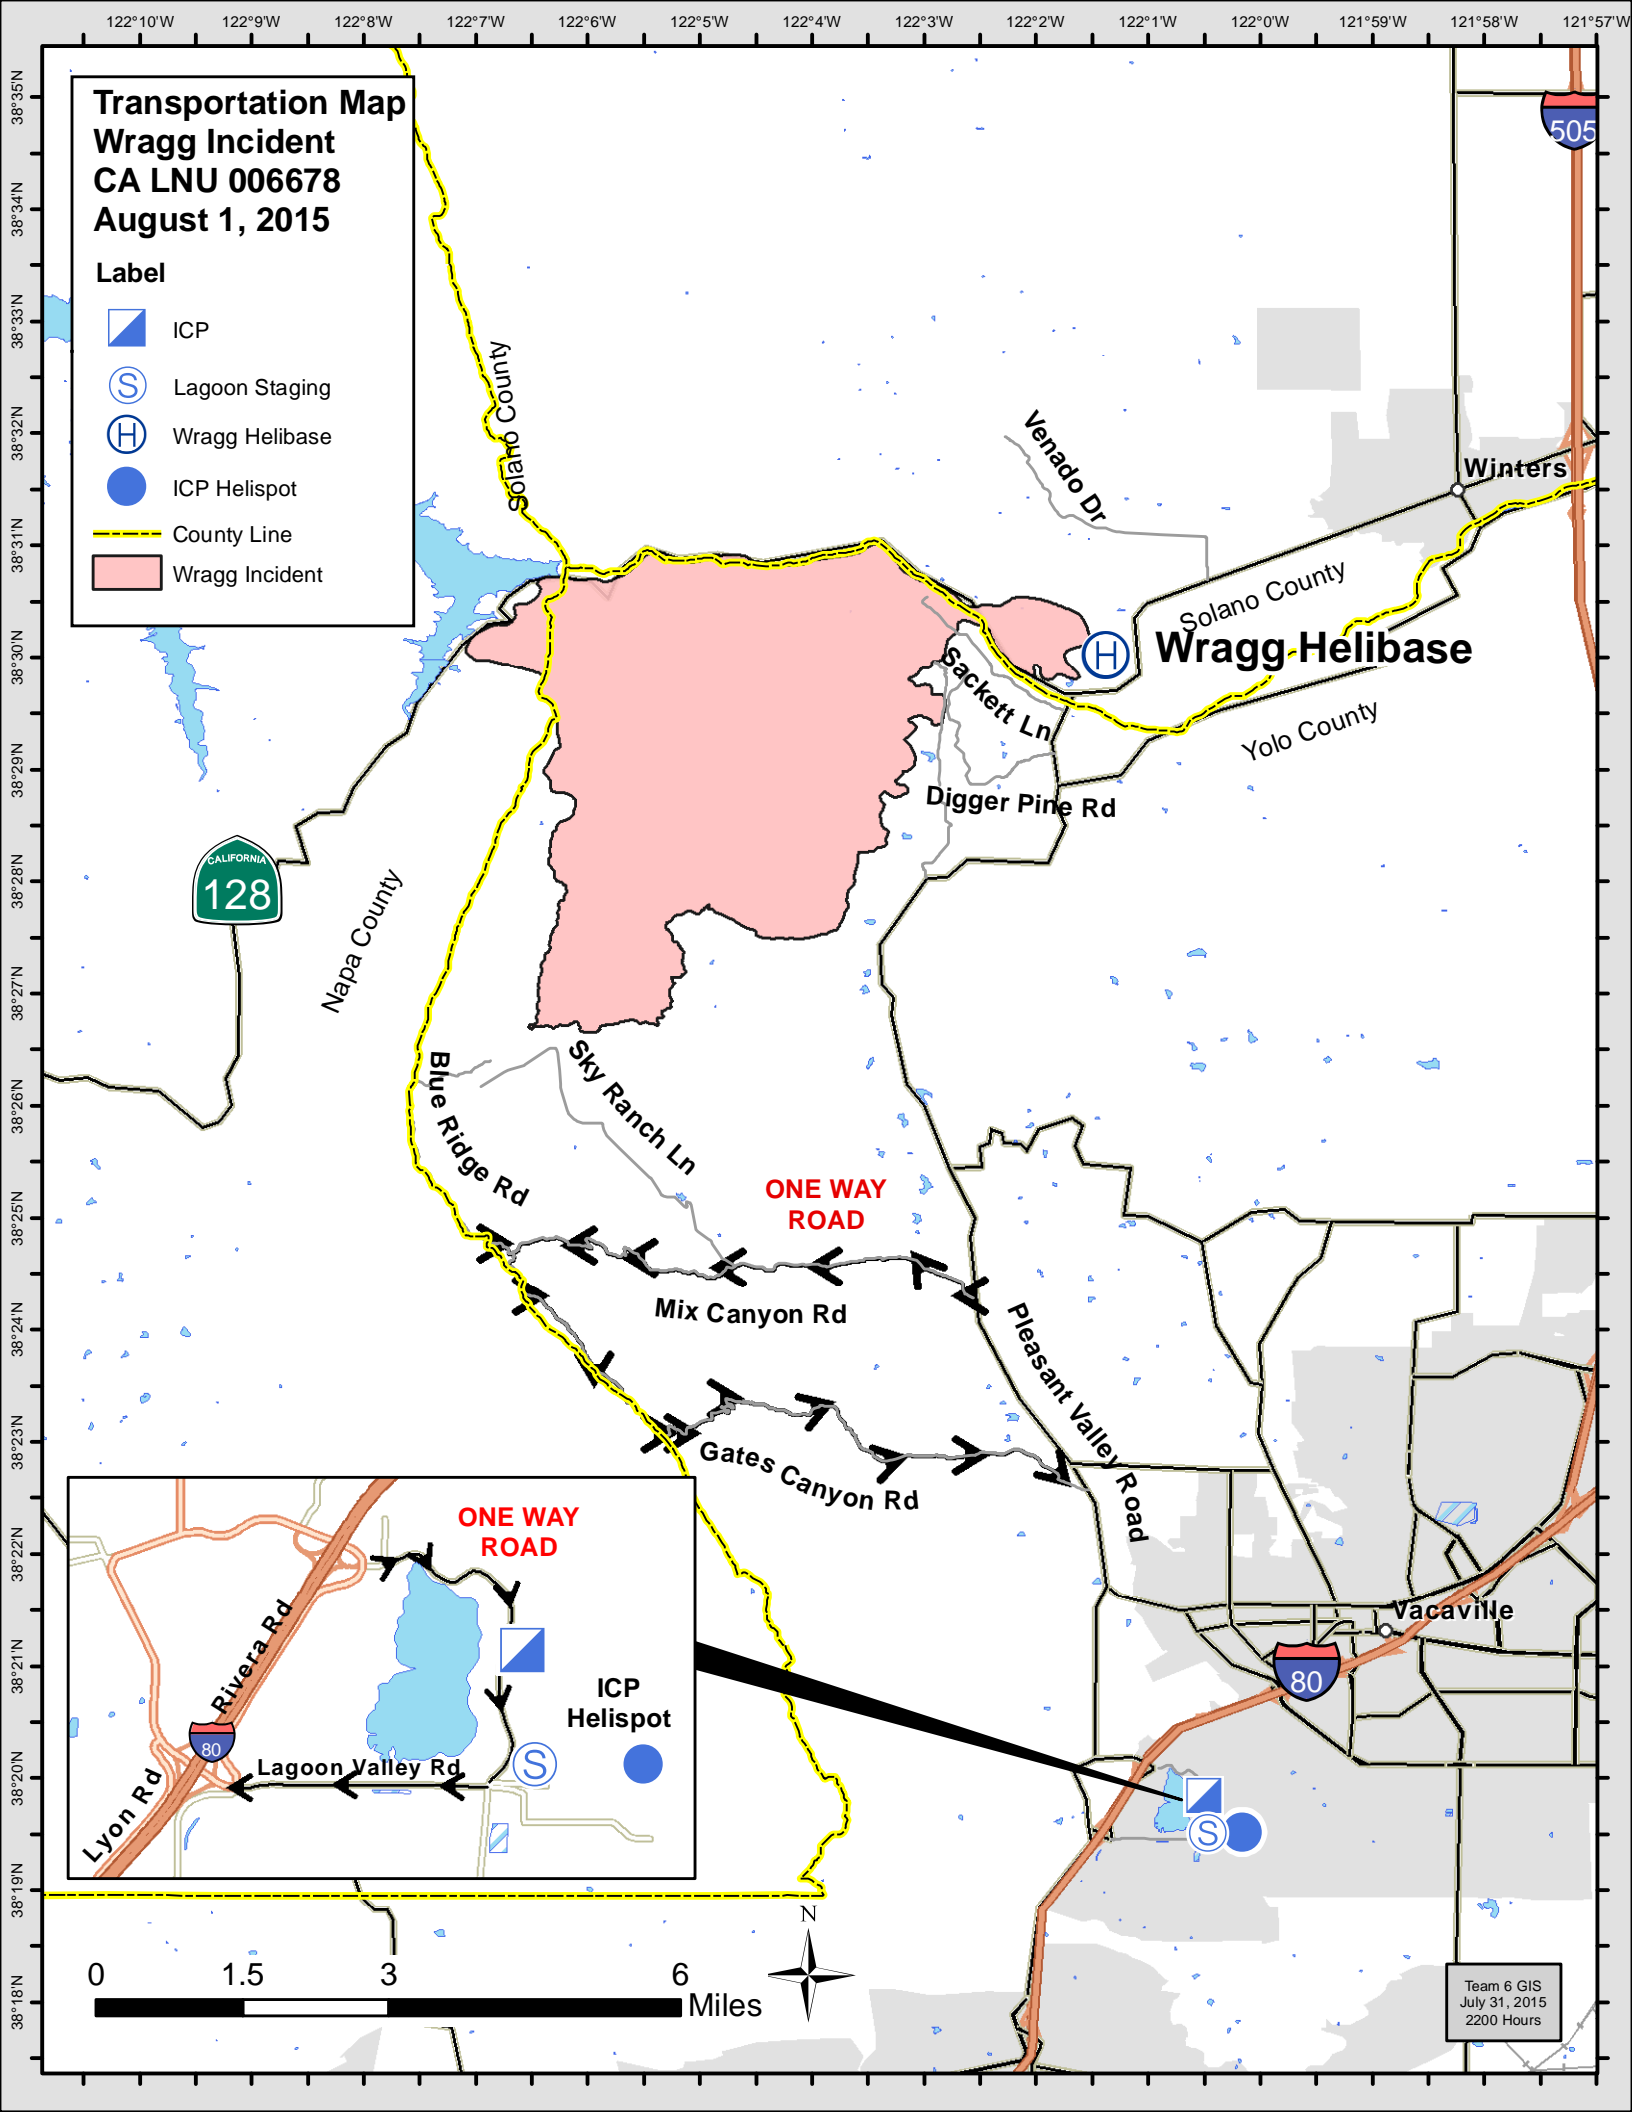 122°10'W 122°9'W 122°8'W 122°7'W 122°6'W 122°5'W 122°4'W 122°3'W 122°2'W 122°1'W 122°0'W 121°59'W 121°58'W 121°57'W
38°35'N
38°34'N
38°33'N
38°32'N
38°31'N
38°30'N
38°29'N
38°28'N
38°27'N
38°26'N
38°25'N
38°24'N
38°23'N
38°22'N
38°21'N
38°20'N
38°19'N
38°18'N
Transportation Map
Wragg Incident
CA LNU 006678
August 1, 2015
Label
ICP
S
Lagoon Staging
H
Wragg Helibase
ICP Helispot
County Line
Wragg Incident
505
Solano County
Venado Dr
Winters
Solano County
H
Wragg Helibase
Yolo County
Sackett Ln
Digger Pine Rd
CALIFORNIA
128
Napa County
Blue Ridge Rd
Sky Ranch Ln
ONE WAY
ROAD
Mix Canyon Rd
Pleasant Valley Road
Gates Canyon Rd
ONE WAY
ROAD
Rivera Rd
ICP
Helispot
80
Lagoon Valley Rd
S
Lyon Rd
Vacaville
80
S
N
0 1.5 3 6
Miles
Team 6 GIS
July 31, 2015
2200 Hours